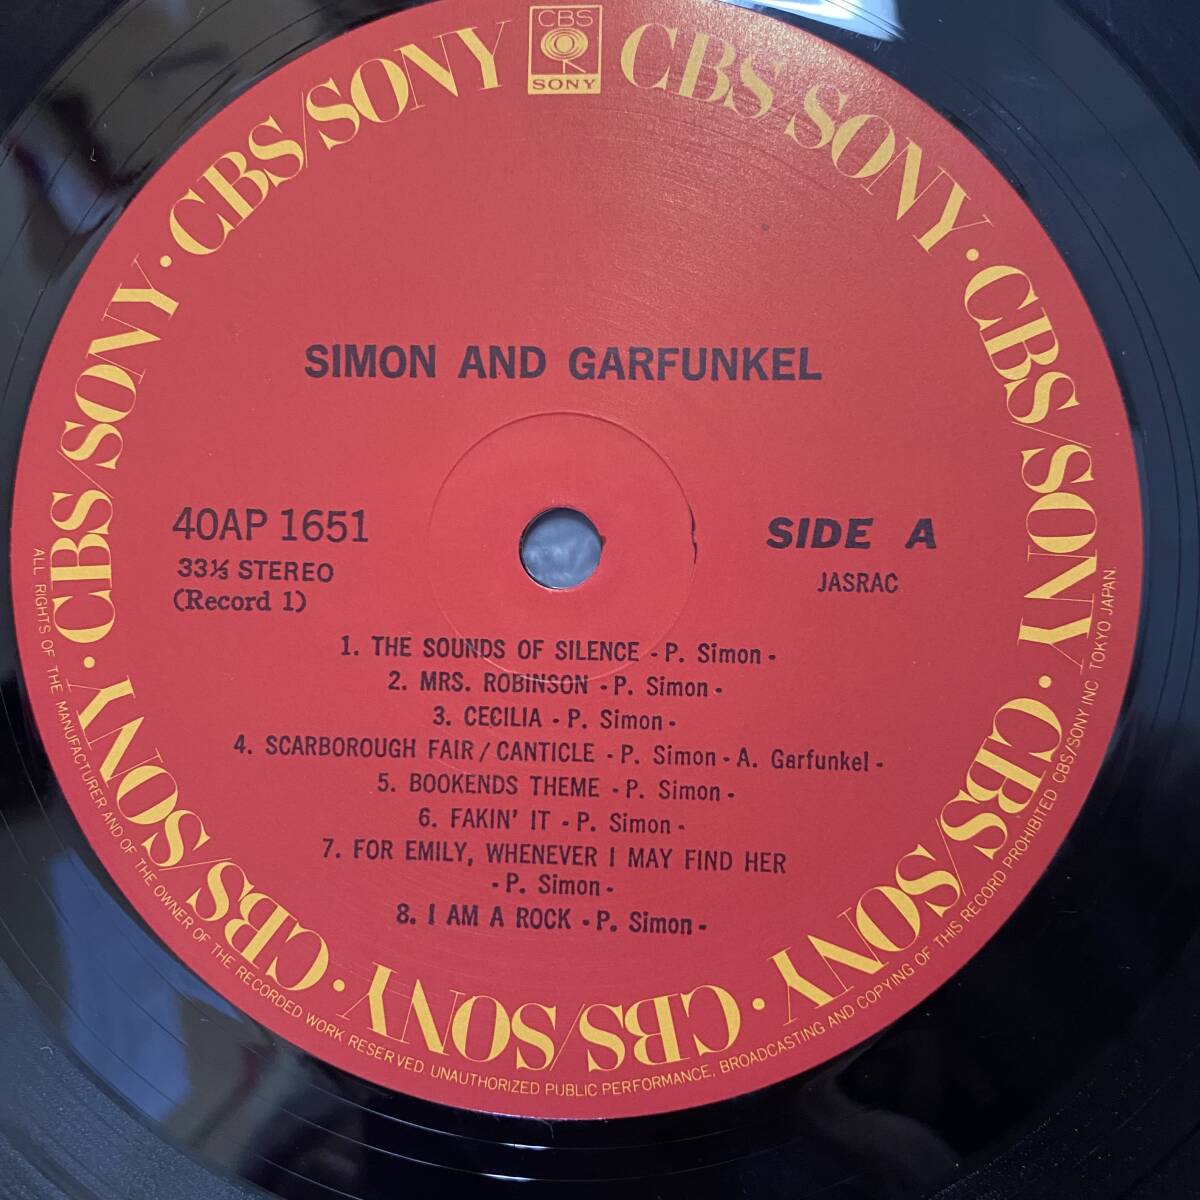 CBS
SONY
CBS/SONY · CBS/SONY · CBS/SONY · CBS/SONY · CBS/SONY · CBS/SONY · CBS/SONY · CBS/SONY · CBS/SONY
SIMON AND GARFUNKEL
40AP 1651
33⅓ STEREO
(Record 1)
SIDE A
JASRAC
1. THE SOUNDS OF SILENCE - P. Simon -
2. MRS. ROBINSON - P. Simon -
3. CECILIA - P. Simon -
4. SCARBOROUGH FAIR / CANTICLE - P. Simon - A. Garfunkel -
5. BOOKENDS THEME - P. Simon -
6. FAKIN' IT - P. Simon -
7. FOR EMILY, WHENEVER I MAY FIND HER
- P. Simon -
8. I AM A ROCK - P. Simon -
ALL RIGHTS OF THE MANUFACTURER AND OF THE OWNER OF THE RECORDED WORK RESERVED. UNAUTHORIZED PUBLIC PERFORMANCE, BROADCASTING AND COPYING OF THIS RECORD PROHIBITED CBS/SONY INC TOKYO JAPAN.